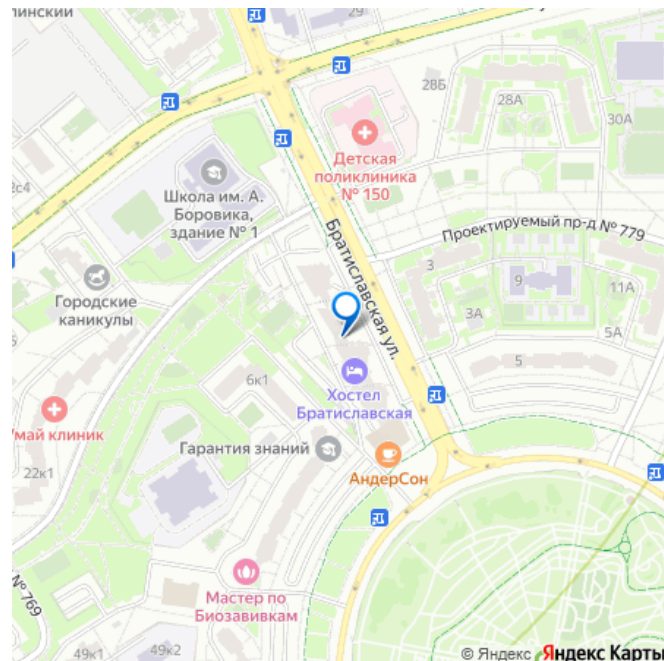 линский
29
28Б
28А
30А
2с4
Детская
поликлиника
№ 150
Школа им. А.
Боровика,
здание № 1
Братиславская ул.
Проектируемый пр-д № 779
3
9
11А
Городские
каникулы
3А
5А
5
6к1
Хостел
Братиславская
Умай клиник
Гарантия знаний
22к1
АндерСон
№ 769
Мастер по
Биозавивкам
49к1
49к2
© Яндекс Яндекс Карты